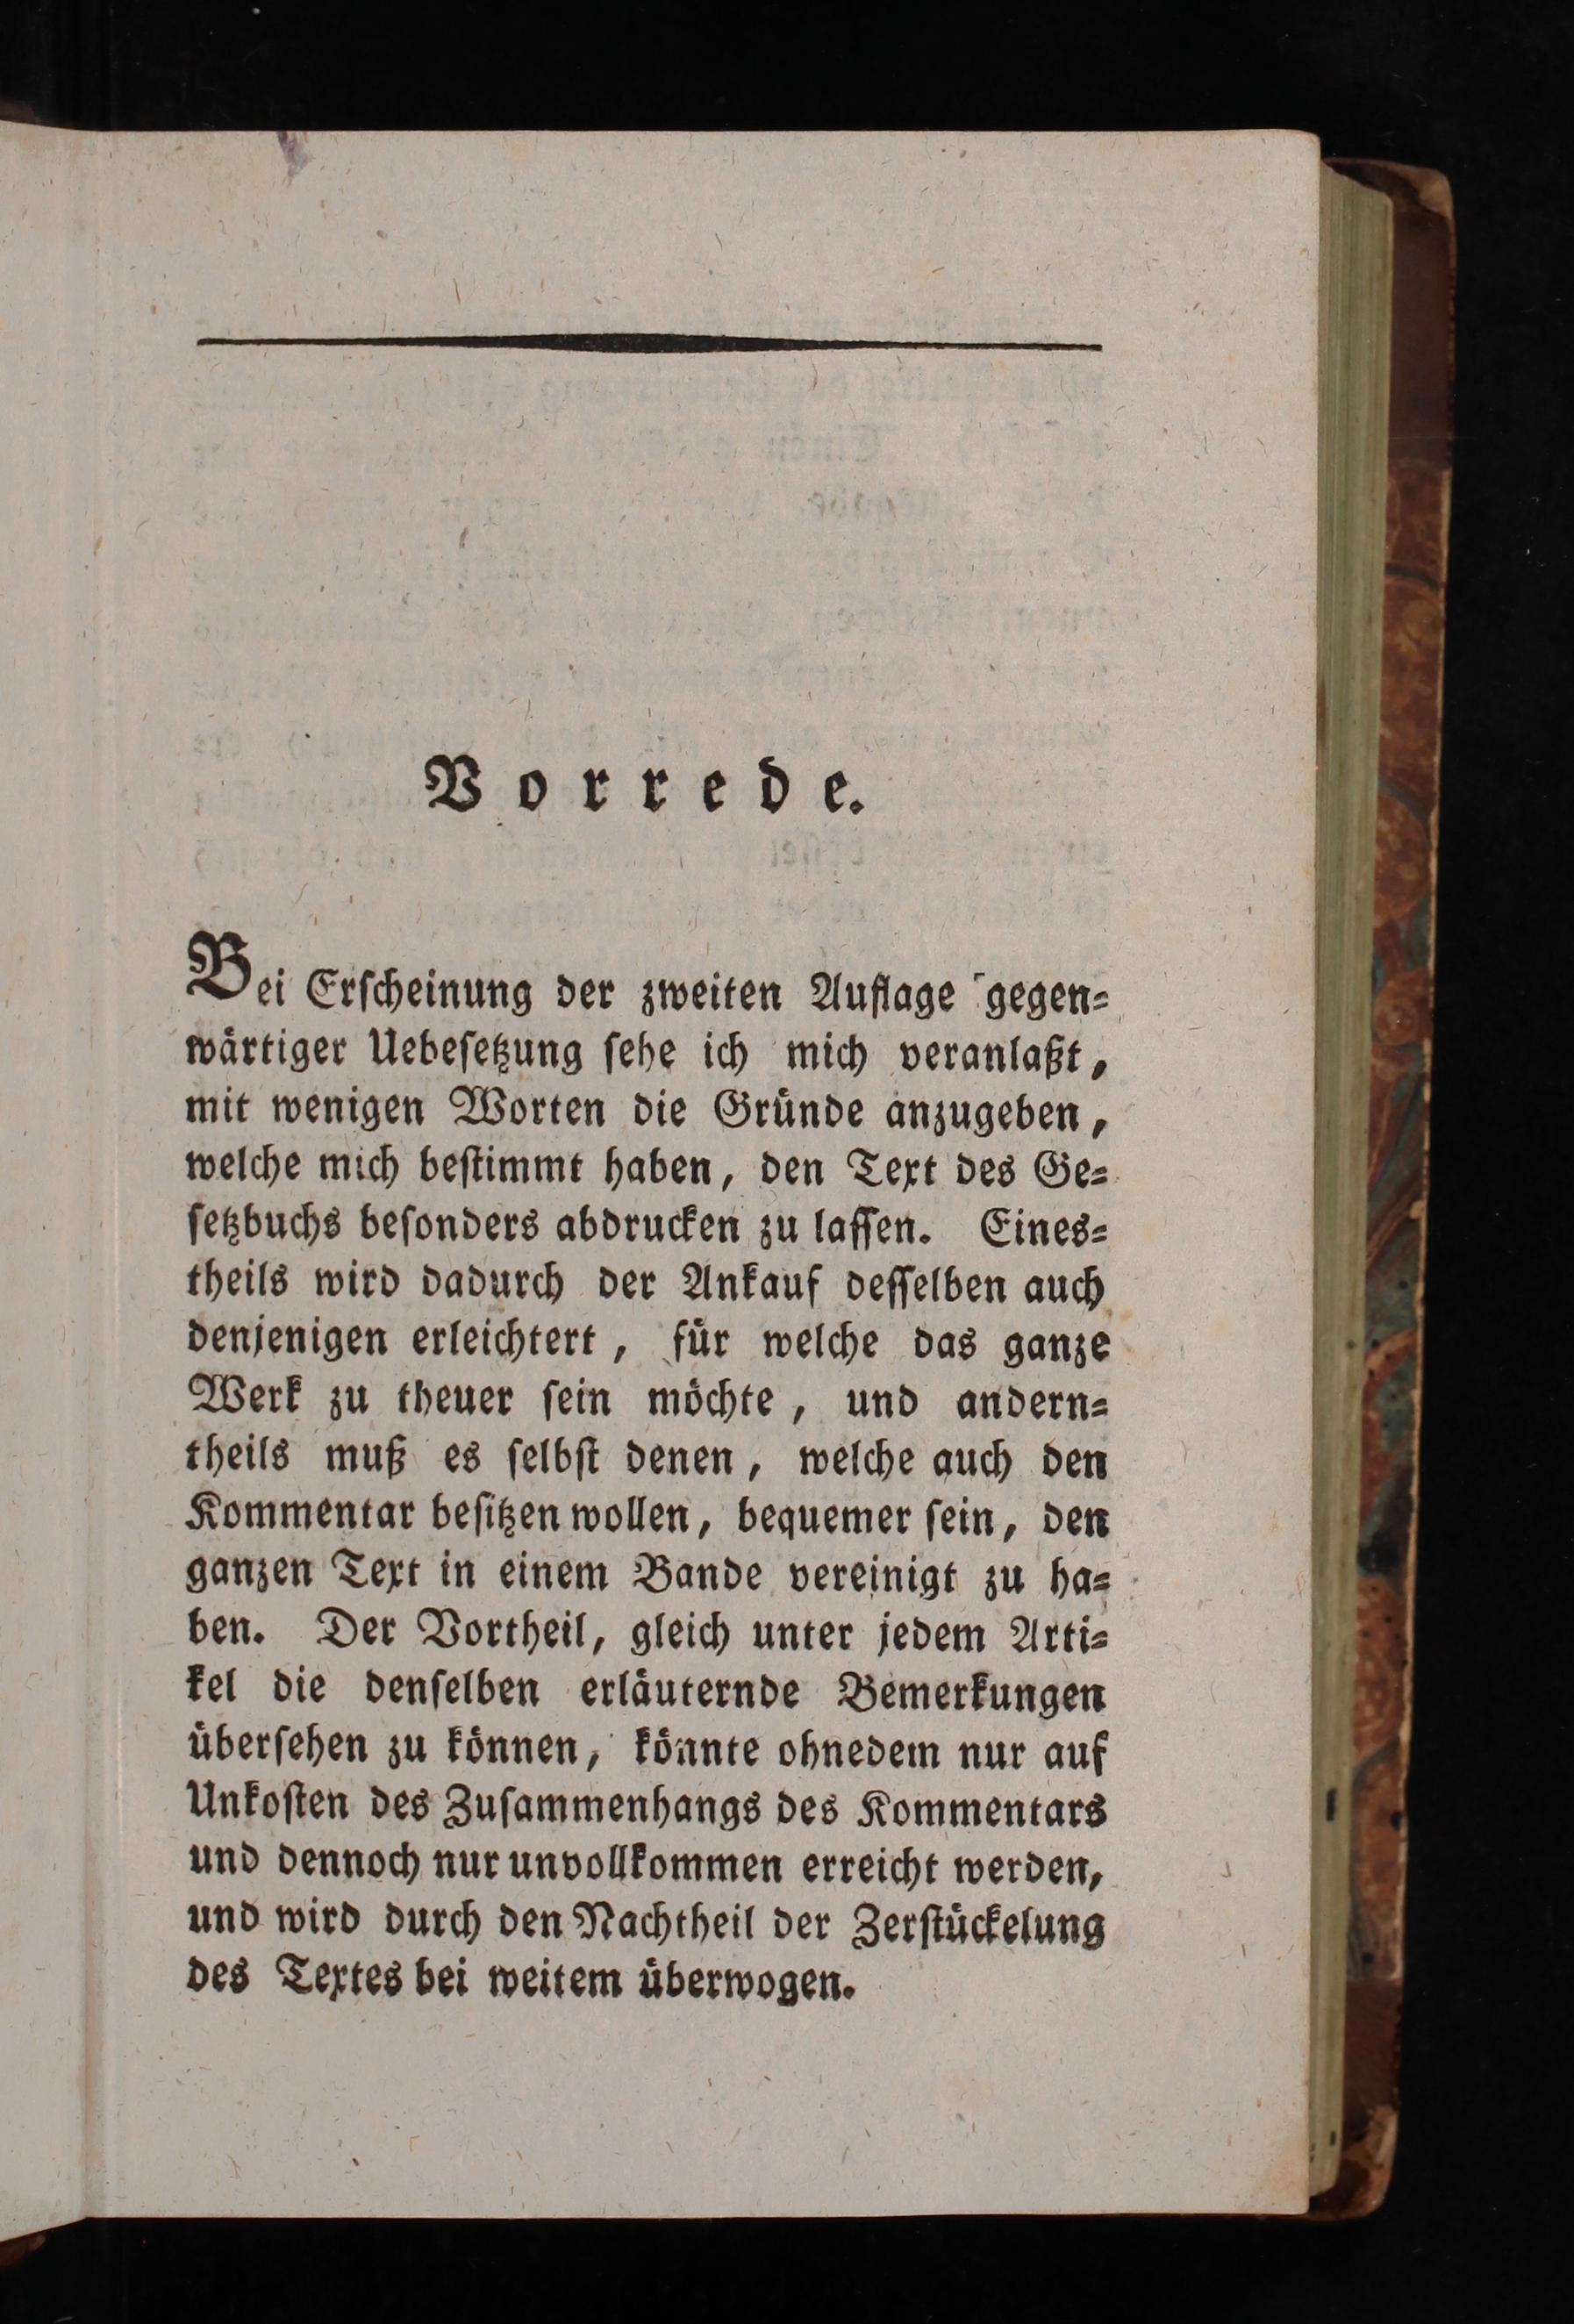 Vorrede.
Bei Erſcheinung der zweiten Auflage gegen⸗
wärtiger Uebeſetzung ſehe ich mich veranlaßt,
mit wenigen Worten die Gründe anzugeben,
welche mich beſtimmt haben, den Text des Ge⸗
ſetzbuchs beſonders abdrucken zu laſſen. Eines⸗
theils wird dadurch der Ankauf deſſelben auch
denjenigen erleichtert, für welche das ganze
Werk zu theuer ſein möchte, und andern⸗
theils muß es ſelbſt denen, welche auch den
Kommentar beſitzen wollen, bequemer ſein, den
ganzen Text in einem Bande vereinigt zu ha⸗
ben. Der Vortheil, gleich unter jedem Arti⸗
kel die denſelben erläuternde Bemerkungen
überſehen zu können, könnte ohnedem nur auf
Unkoſten des Zuſammenhangs des Kommentars
und dennoch nur unvollkommen erreicht werden,
und wird durch den Nachtheil der Zerſtückelung
des Textes bei weitem überwogen.